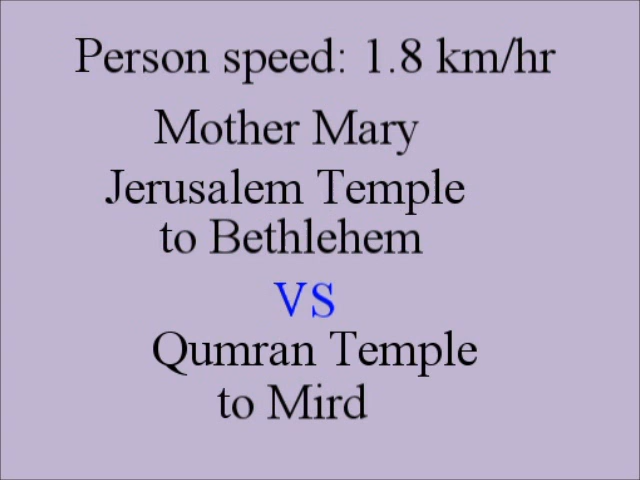 Person speed: 1.8 km/hr
Mother Mary
Jerusalem Temple
to Bethlehem
VS
Qumran Temple
to Mird